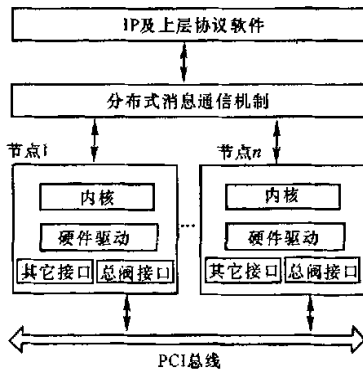 IP及上层协议软件
分布式消息通信机制
节点1 节点n
内核 内核
硬件驱动 … 硬件驱动
其它接口 总阀接口 其它接口 总阀接口
PCI总线